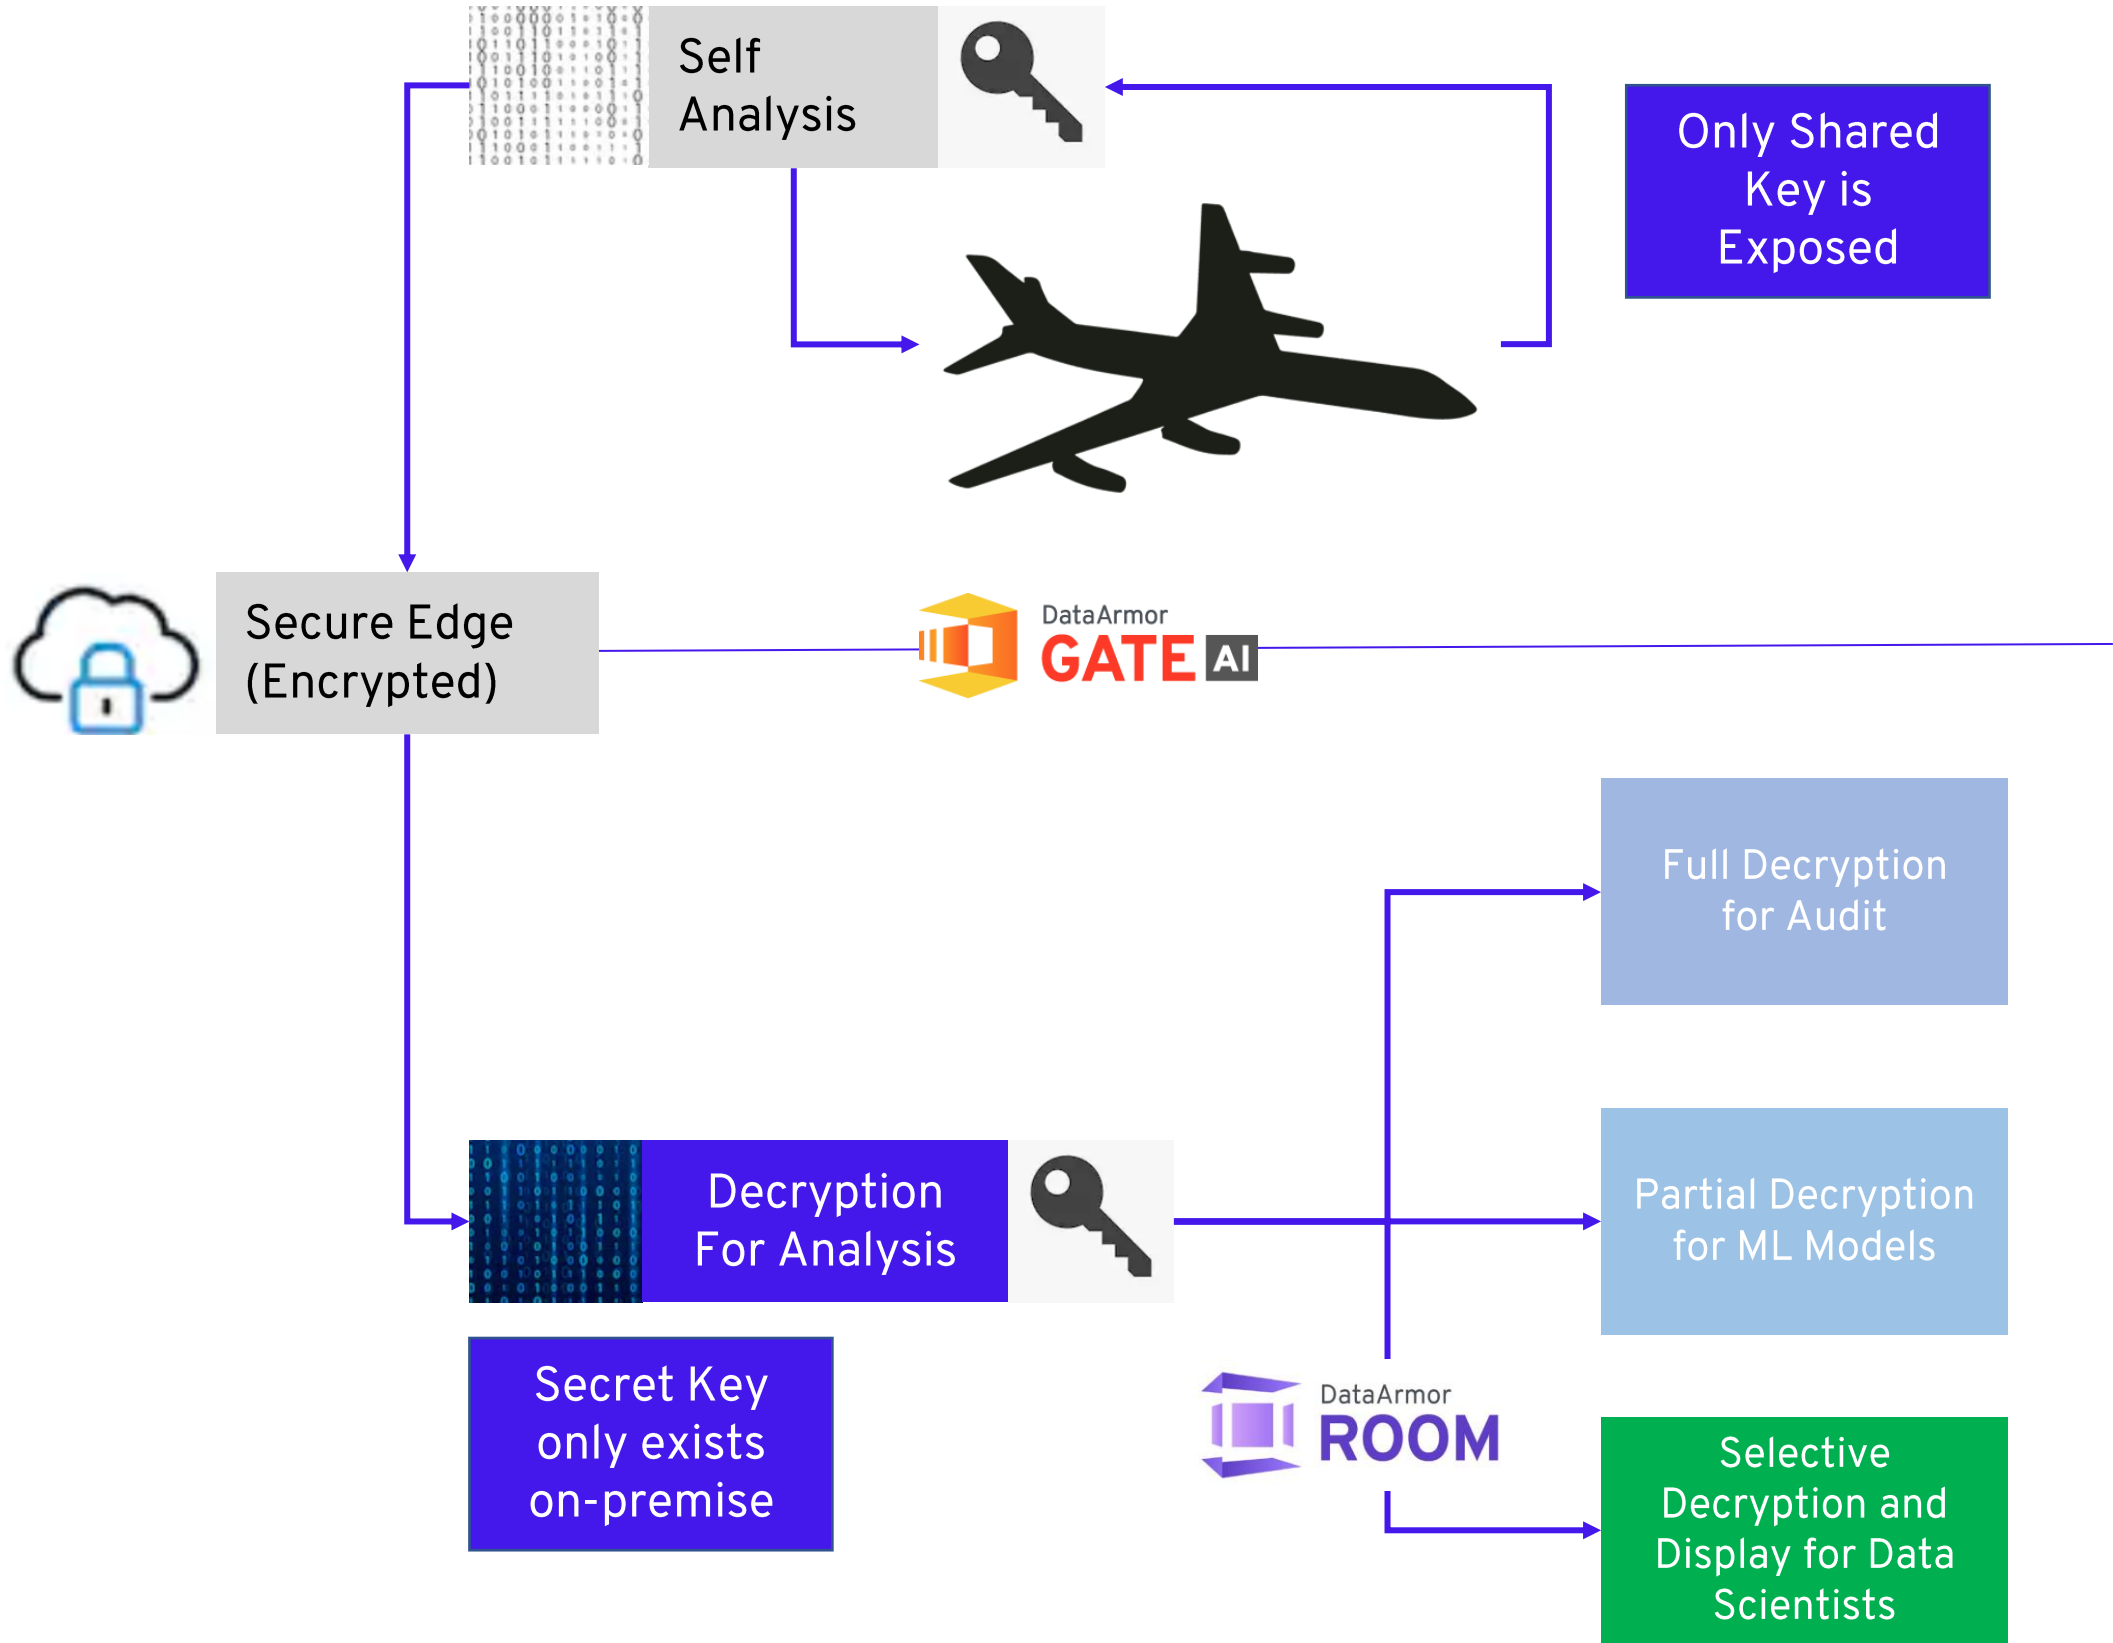 Self
Analysis
Only Shared
Key is
Exposed
Secure Edge
(Encrypted)
DataArmor
GATE AI
Full Decryption
for Audit
Decryption
For Analysis
Partial Decryption
for ML Models
Secret Key
only exists
on-premise
DataArmor
ROOM
Selective
Decryption and
Display for Data
Scientists